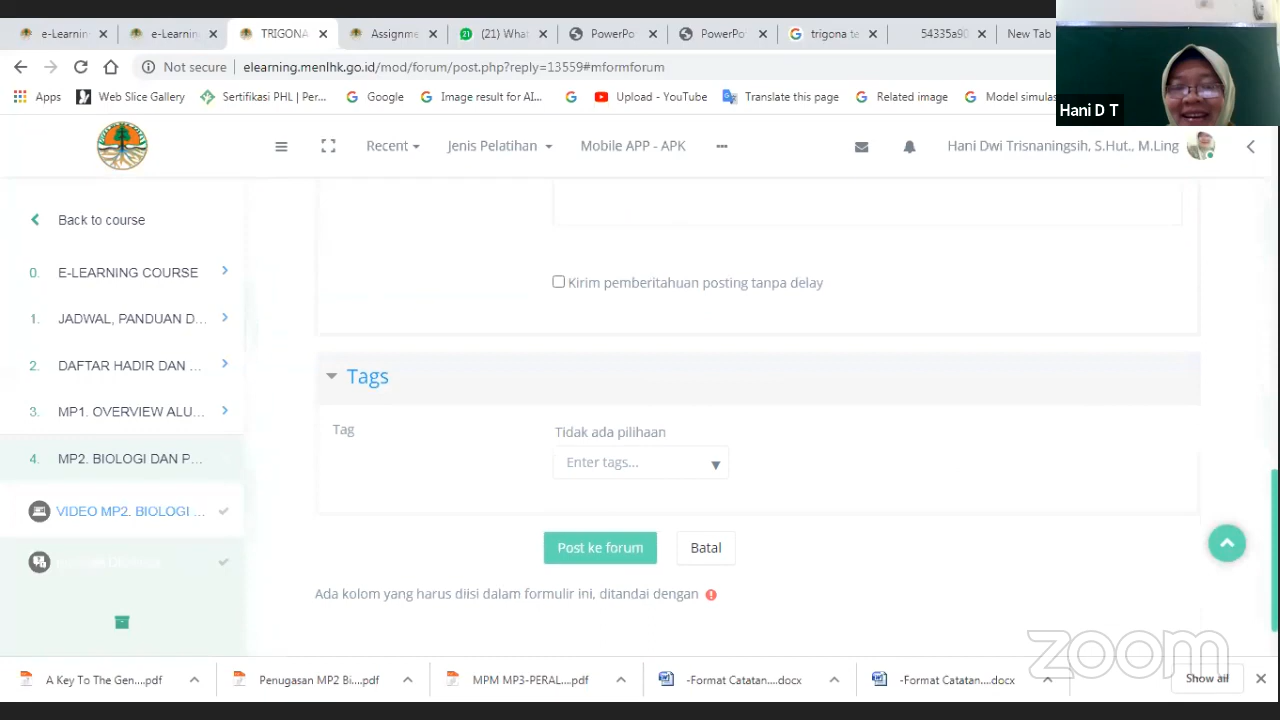 e-Learnin
e-Learnin
TRIGONA
Assignme
(21) What
PowerPo
PowerPo
trigona te
54335a90
New Tab
Not secure
elearning.menlhk.go.id/mod/forum/post.php?reply=13559#mformforum
Apps
Web Slice Gallery
Sertifikasi PHL | Per...
Google
Image result for AI...
Upload - YouTube
Translate this page
Related image
Model simulas
Hani D T
Recent
Jenis Pelatihan
Mobile APP - APK
Hani Dwi Trisnaningsih, S.Hut., M.Ling
Back to course
0. E-LEARNING COURSE
1. JADWAL, PANDUAN D...
2. DAFTAR HADIR DAN ...
3. MP1. OVERVIEW ALU...
4. MP2. BIOLOGI DAN P...
VIDEO MP2. BIOLOGI ...
Kirim pemberitahuan posting tanpa delay
Tags
Tag
Tidak ada pilihaan
Enter tags...
Post ke forum
Batal
Ada kolom yang harus diisi dalam formulir ini, ditandai dengan
zoom
A Key To The Gen....pdf
Penugasan MP2 Bi....pdf
MPM MP3-PERAL....pdf
-Format Catatan....docx
-Format Catatan....docx
Show all